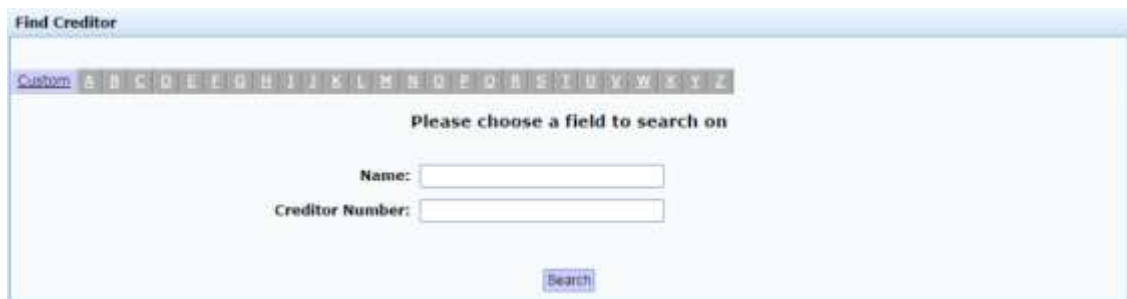 Find Creditor
Custom A B C D E F G H I J K L M N O P Q R S T U V W X Y Z
Please choose a field to search on
Name:
Creditor Number:
Search